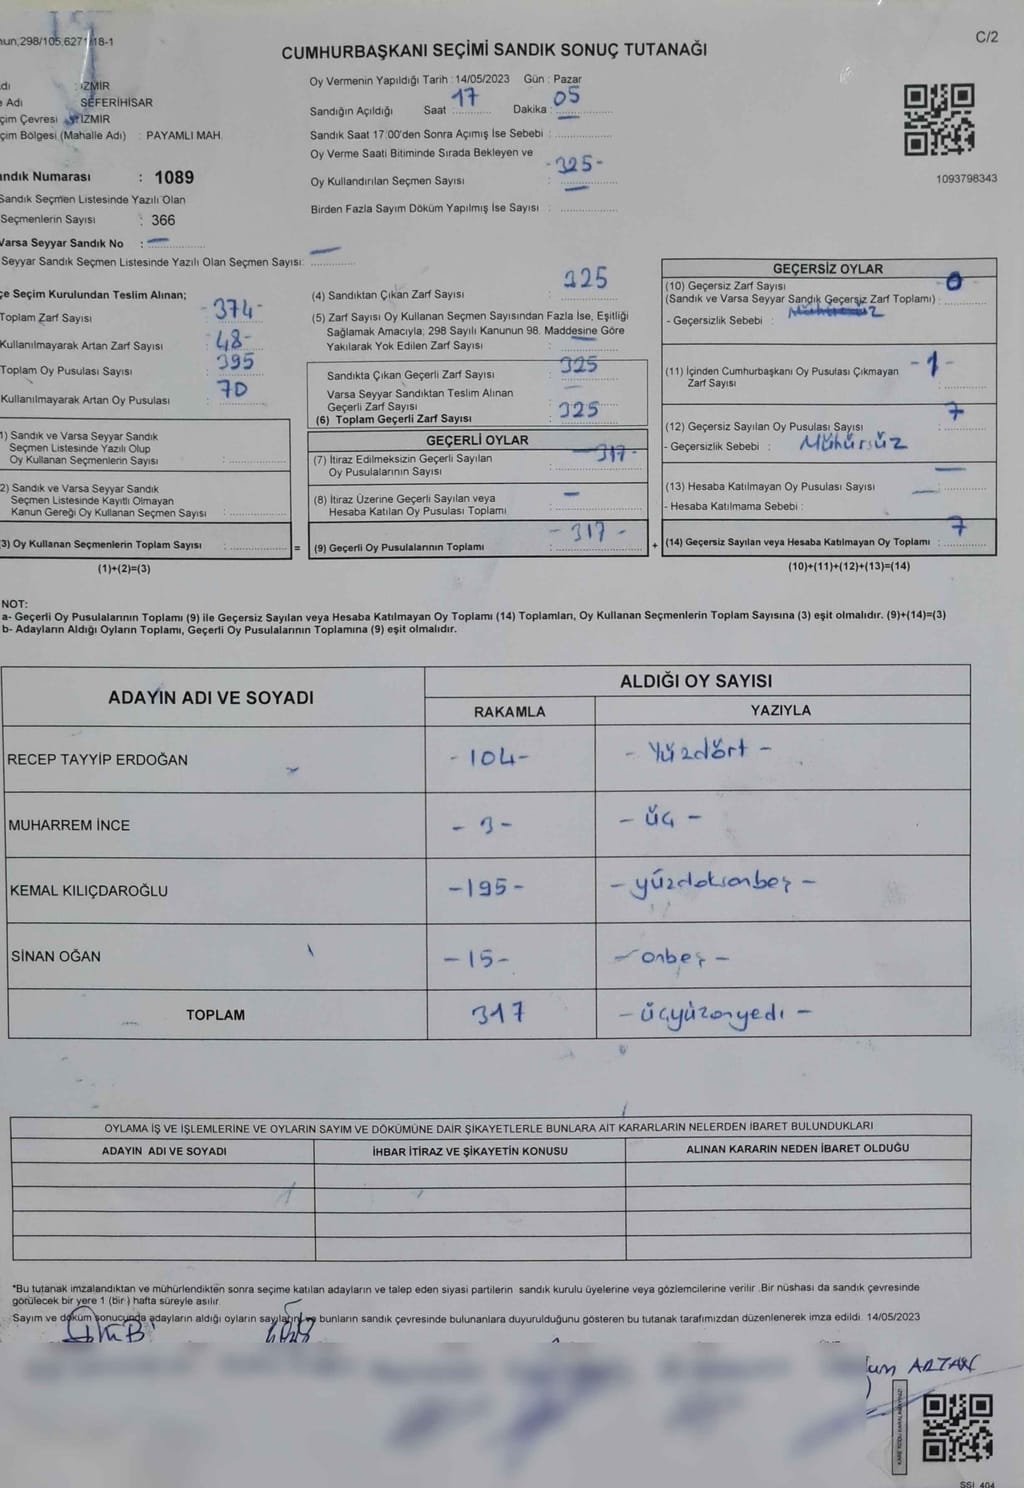 298/105,627118-1
C/2
CUMHURBAŞKANI SEÇİMİ SANDIK SONUÇ TUTANAĞI
: İZMİR
Adı SEFERİHİSAR
çim Çevresi : İZMİR
çim Bölgesi (Mahalle Adı) : PAYAMLI MAH.
Oy Vermenin Yapıldığı Tarih : 14/05/2023 Gün : Pazar
Sandığın Açıldığı Saat 17 Dakika : 05
Sandık Saat 17:00'den Sonra Açımış İse Sebebi :
Oy Verme Saati Bitiminde Sırada Bekleyen ve
Oy Kullandırılan Seçmen Sayısı : -325-
Birden Fazla Sayım Döküm Yapılmış İse Sayısı :
1093798343
ndık Numarası : 1089
Sandık Seçmen Listesinde Yazılı Olan
Seçmenlerin Sayısı : 366
Varsa Seyyar Sandık No : —
Seyyar Sandık Seçmen Listesinde Yazılı Olan Seçmen Sayısı: —
çe Seçim Kurulundan Teslim Alınan;
Toplam Zarf Sayısı : -374-
Kullanılmayarak Artan Zarf Sayısı : -48-
Toplam Oy Pusulası Sayısı : 395
Kullanılmayarak Artan Oy Pusulası : 70
1) Sandık ve Varsa Seyyar Sandık
Seçmen Listesinde Yazılı Olup
Oy Kullanan Seçmenlerin Sayısı :
2) Sandık ve Varsa Seyyar Sandık
Seçmen Listesinde Kayıtlı Olmayan
Kanun Gereği Oy Kullanan Seçmen Sayısı :
3) Oy Kullanan Seçmenlerin Toplam Sayısı :
=
(1)+(2)=(3)
(4) Sandıktan Çıkan Zarf Sayısı : 325
(5) Zarf Sayısı Oy Kullanan Seçmen Sayısından Fazla İse, Eşitliği
Sağlamak Amacıyla, 298 Sayılı Kanunun 98. Maddesine Göre
Yakılarak Yok Edilen Zarf Sayısı : —
Sandıkta Çıkan Geçerli Zarf Sayısı : 325
Varsa Seyyar Sandıktan Teslim Alınan
Geçerli Zarf Sayısı : —
(6) Toplam Geçerli Zarf Sayısı : 325
GEÇERLİ OYLAR
(7) İtiraz Edilmeksizin Geçerli Sayılan
Oy Pusulalarının Sayısı : -317-
(8) İtiraz Üzerine Geçerli Sayılan veya
Hesaba Katılan Oy Pusulası Toplamı : —
(9) Geçerli Oy Pusulalarının Toplamı : - 317 -
+
GEÇERSİZ OYLAR
(10) Geçersiz Zarf Sayısı
(Sandık ve Varsa Seyyar Sandık Geçersiz Zarf Toplamı) : 0
- Geçersizlik Sebebi :
(11) İçinden Cumhurbaşkanı Oy Pusulası Çıkmayan
Zarf Sayısı : -1-
(12) Geçersiz Sayılan Oy Pusulası Sayısı : 7
- Geçersizlik Sebebi : Mühürsüz
(13) Hesaba Katılmayan Oy Pusulası Sayısı : —
- Hesaba Katılmama Sebebi : —
(14) Geçersiz Sayılan veya Hesaba Katılmayan Oy Toplamı : 7
(10)+(11)+(12)+(13)=(14)
NOT:
a- Geçerli Oy Pusulalarının Toplamı (9) ile Geçersiz Sayılan veya Hesaba Katılmayan Oy Toplamı (14) Toplamları, Oy Kullanan Seçmenlerin Toplam Sayısına (3) eşit olmalıdır. (9)+(14)=(3)
b- Adayların Aldığı Oyların Toplamı, Geçerli Oy Pusulalarının Toplamına (9) eşit olmalıdır.
ADAYIN ADI VE SOYADI
ALDIĞI OY SAYISI
RAKAMLA YAZIYLA
RECEP TAYYİP ERDOĞAN -104- - Yüzdört -
MUHARREM İNCE - 3 - - üç -
KEMAL KILIÇDAROĞLU -195- - yüzdoksanbeş -
SİNAN OĞAN -15- - onbeş -
TOPLAM 317 - üçyüzonyedi -
OYLAMA İŞ VE İŞLEMLERİNE VE OYLARIN SAYIM VE DÖKÜMÜNE DAİR ŞİKAYETLERLE BUNLARA AİT KARARLARIN NELERDEN İBARET BULUNDUKLARI
ADAYIN ADI VE SOYADI İHBAR İTİRAZ VE ŞİKAYETİN KONUSU ALINAN KARARIN NEDEN İBARET OLDUĞU
*Bu tutanak imzalandıktan ve mühürlendikten sonra seçime katılan adayların ve talep eden siyasi partilerin sandık kurulu üyelerine veya gözlemcilerine verilir. Bir nüshası da sandık çevresinde
görülecek bir yere 1 (bir ) hafta süreyle asılır.
Sayım ve döküm sonucunda adayların aldığı oyların sayıların ve bunların sandık çevresinde bulunanlara duyurulduğunu gösteren bu tutanak tarafımızdan düzenlenerek imza edildi. 14/05/2023
ARTAN
SSI 404